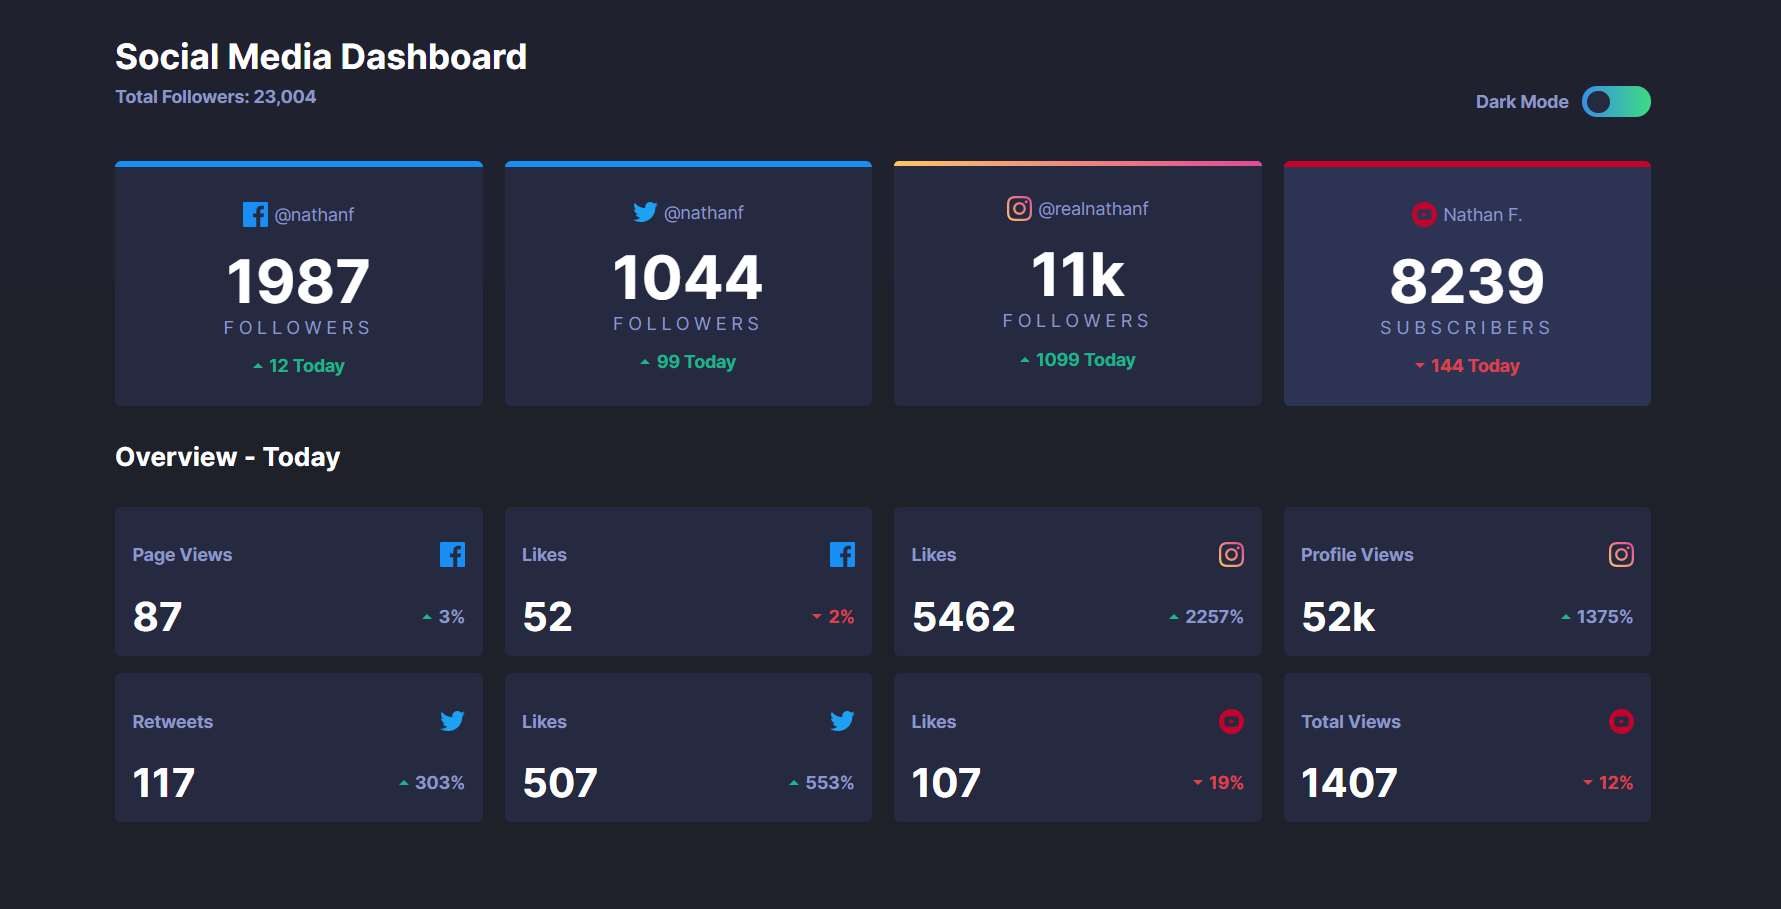 Social Media Dashboard
Total Followers: 23,004
Dark Mode
@nathanf
1987
FOLLOWERS
12 Today
@nathanf
1044
FOLLOWERS
99 Today
@realnathanf
11k
FOLLOWERS
1099 Today
Nathan F.
8239
SUBSCRIBERS
144 Today
Overview - Today
Page Views
87
3%
Likes
52
2%
Likes
5462
2257%
Profile Views
52k
1375%
Retweets
117
303%
Likes
507
553%
Likes
107
19%
Total Views
1407
12%